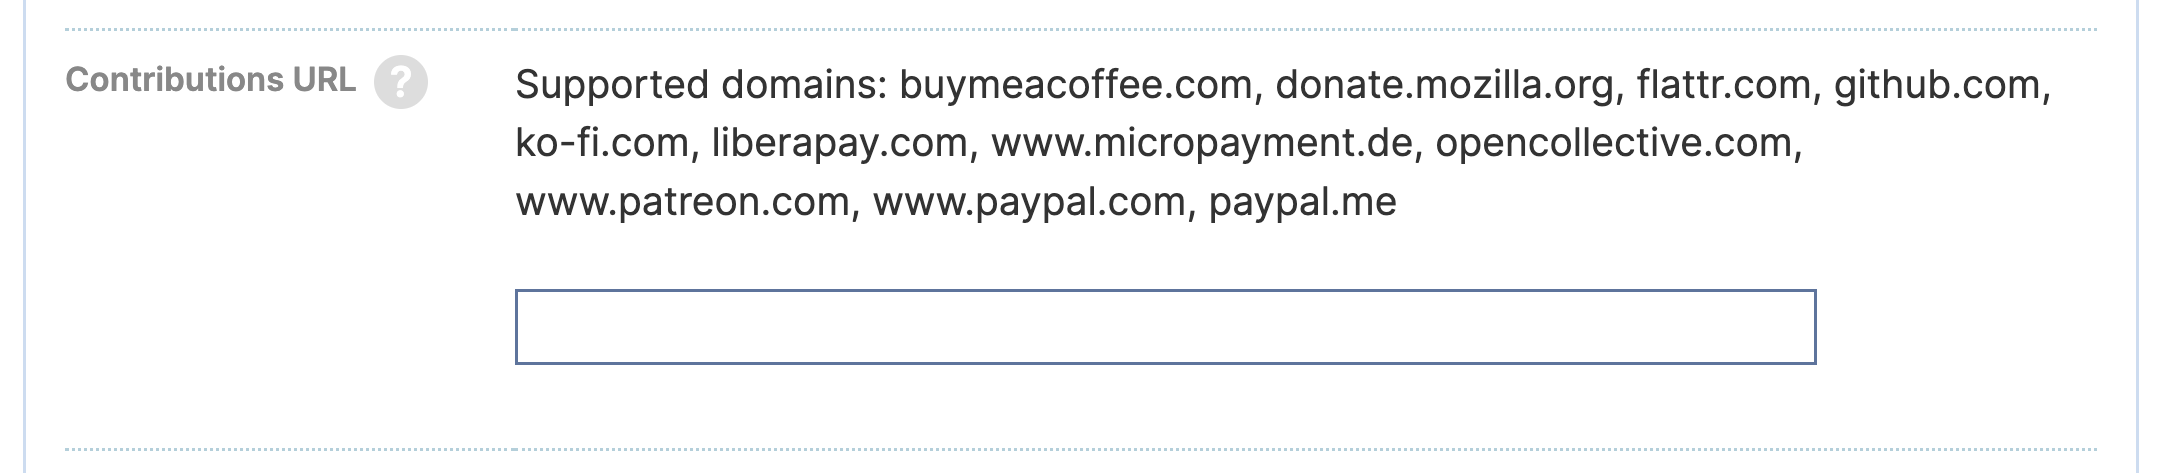 Contributions URL ?
Supported domains: buymeacoffee.com, donate.mozilla.org, flattr.com, github.com,
ko-fi.com, liberapay.com, www.micropayment.de, opencollective.com,
www.patreon.com, www.paypal.com, paypal.me